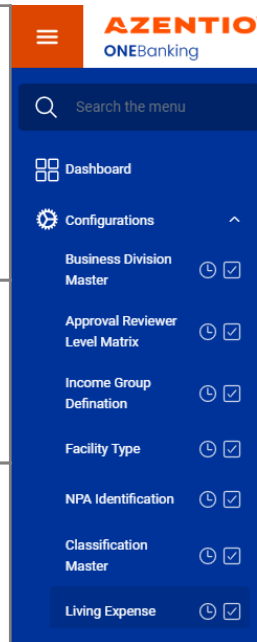 AZENTIO
ONEBanking
Search the menu
Dashboard
Configurations
Business Division
Master
Approval Reviewer
Level Matrix
Income Group
Defination
Facility Type
NPA Identification
Classification
Master
Living Expense